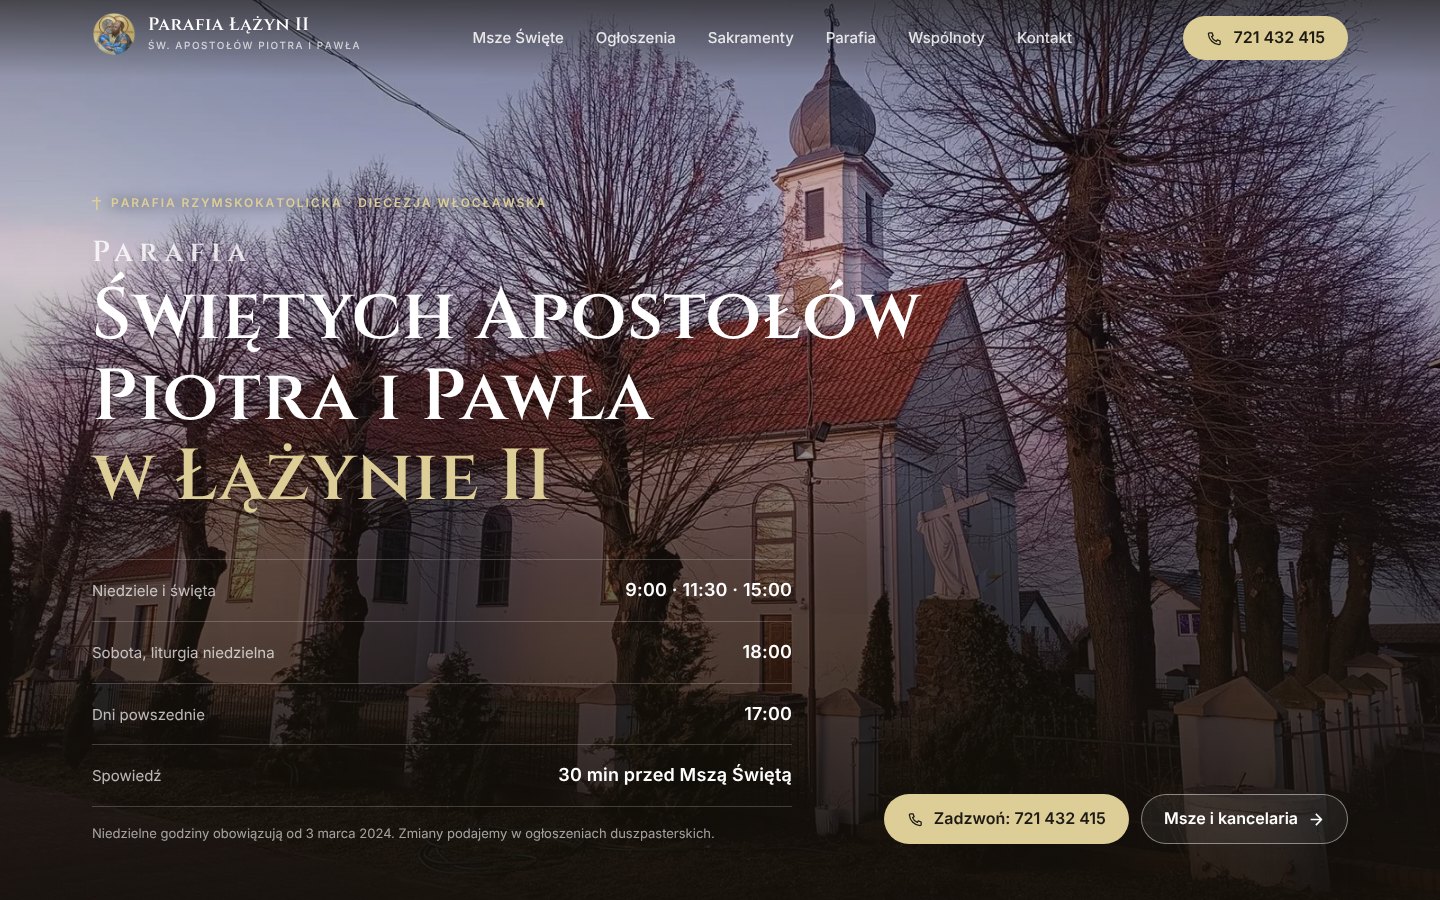 Parafia Łążyn II
ŚW. APOSTOŁÓW PIOTRA I PAWŁA
Msze Święte
Ogłoszenia
Sakramenty
Parafia
Wspólnoty
Kontakt
721 432 415
PARAFIA RZYMSKOKATOLICKA · DIECEZJA WŁOCŁAWSKA
Parafia
Świętych Apostołów
Piotra i Pawła
w Łążynie II
Niedziele i święta
9:00 · 11:30 · 15:00
Sobota, liturgia niedzielna
18:00
Dni powszednie
17:00
Spowiedź
30 min przed Mszą Świętą
Niedzielne godziny obowiązują od 3 marca 2024. Zmiany podajemy w ogłoszeniach duszpasterskich.
Zadzwoń: 721 432 415
Msze i kancelaria →